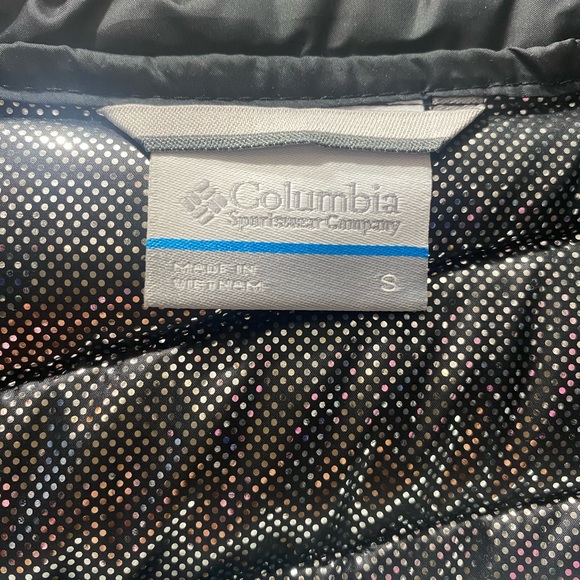 Columbia
Sportswear Company
MADE IN
VIETNAM
S